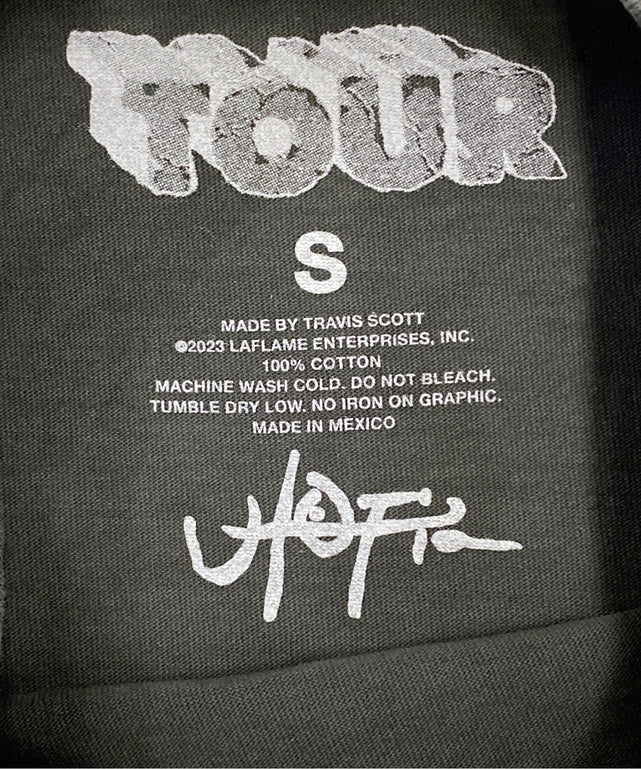 TOUR
S
MADE BY TRAVIS SCOTT
©2023 LAFLAME ENTERPRISES, INC.
100% COTTON
MACHINE WASH COLD. DO NOT BLEACH.
TUMBLE DRY LOW. NO IRON ON GRAPHIC.
MADE IN MEXICO